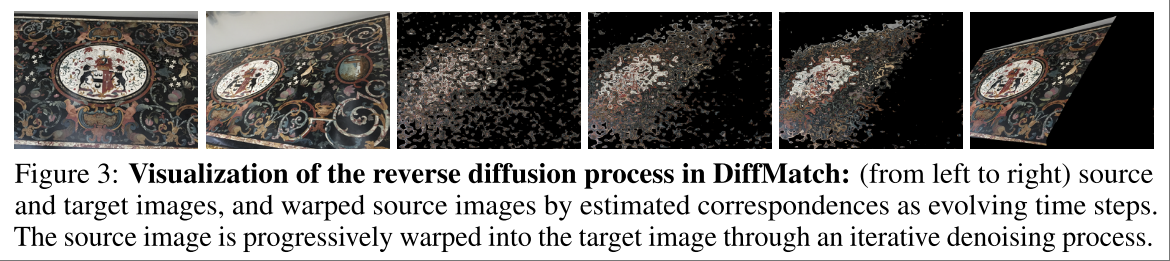 Figure 3: Visualization of the reverse diffusion process in DiffMatch: (from left to right) source
and target images, and warped source images by estimated correspondences as evolving time steps.
The source image is progressively warped into the target image through an iterative denoising process.